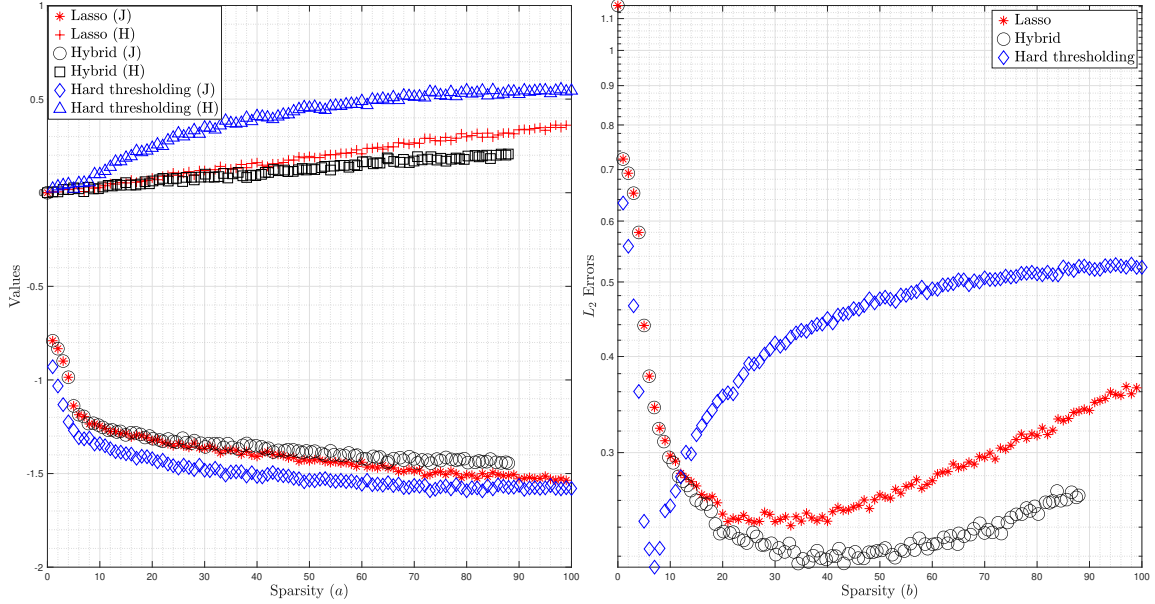 Lasso (J)
Lasso (H)
Hybrid (J)
Hybrid (H)
Hard thresholding (J)
Hard thresholding (H)
1
0.5
0
-0.5
-1
-1.5
-2
Values
0 10 20 30 40 50 60 70 80 90 100
Sparsity (a)
Lasso
Hybrid
Hard thresholding
1.1
1
0.9
0.8
0.7
0.6
0.5
0.4
0.3
L2 Errors
0 10 20 30 40 50 60 70 80 90 100
Sparsity (b)